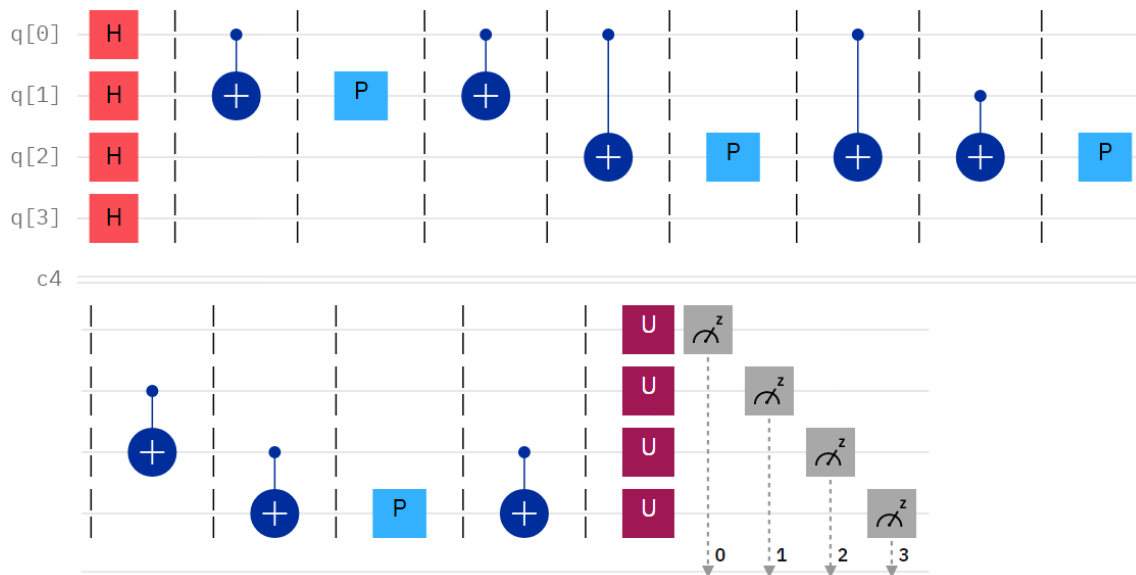 q[0] H
q[1] H P
q[2] H P P
q[3] H
c4
U z
U z
U z
U P z
0 1 2 3